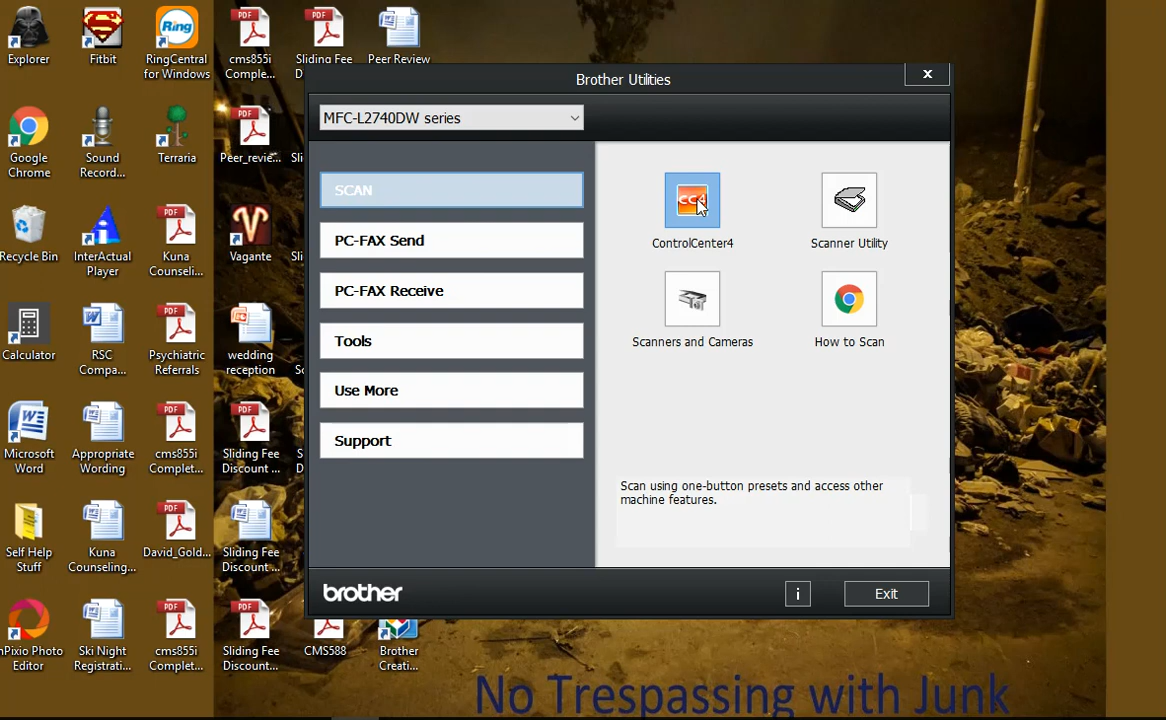 Explorer
Fitbit
RingCentral
for Windows
cms855i
Comple...
Sliding Fee
Peer Review
Google
Chrome
Sound
Record...
Terraria
Peer_revie...
Recycle Bin
InterActual
Player
Kuna
Counseli...
Vagante
Calculator
RSC
Compa...
Psychiatric
Referrals
wedding
reception
Microsoft
Word
Appropriate
Wording
cms855i
Complet...
Sliding Fee
Discount ...
Self Help
Stuff
Kuna
Counseling...
David_Gold...
Sliding Fee
Discount ...
nPixio Photo
Editor
Ski Night
Registrati...
cms855i
Complet...
Sliding Fee
Discount...
CMS588
Brother
Creati...
Brother Utilities
x
MFC-L2740DW series
SCAN
PC-FAX Send
PC-FAX Receive
Tools
Use More
Support
CC4
ControlCenter4
Scanner Utility
Scanners and Cameras
How to Scan
Scan using one-button presets and access other
machine features.
brother
i
Exit
No Trespassing with Junk